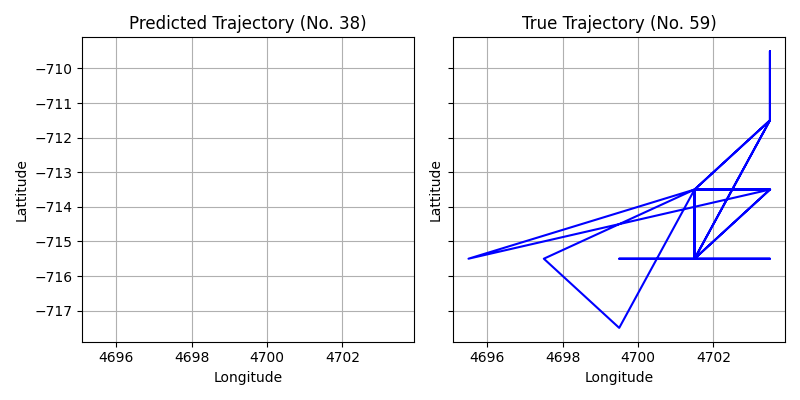 Predicted Trajectory (No. 38)
True Trajectory (No. 59)
Lattitude
−710
−711
−712
−713
−714
−715
−716
−717
4696 4698 4700 4702
Longitude
Lattitude
4696 4698 4700 4702
Longitude